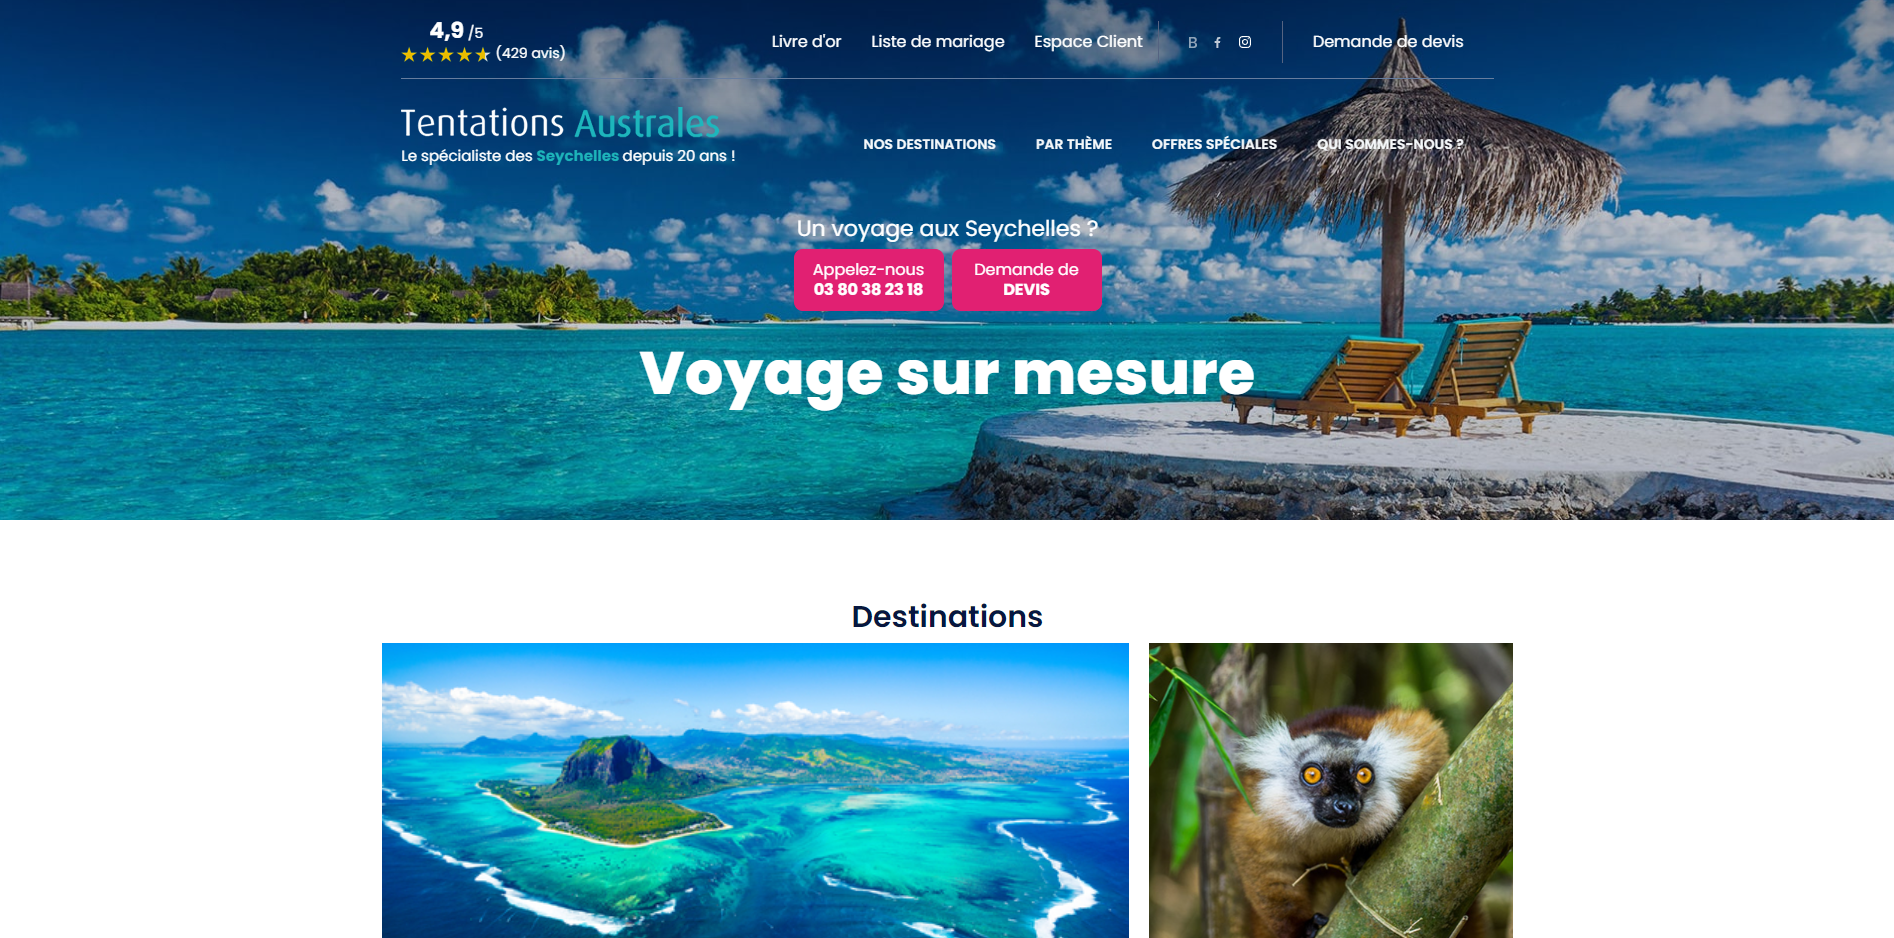 4,9 /5
(429 avis)
Livre d'or
Liste de mariage
Espace Client
B
Demande de devis
Tentations Australes
Le spécialiste des Seychelles depuis 20 ans !
NOS DESTINATIONS
PAR THÈME
OFFRES SPÉCIALES
QUI SOMMES-NOUS ?
Un voyage aux Seychelles ?
Appelez-nous
03 80 38 23 18
Demande de
DEVIS
Voyage sur mesure
Destinations